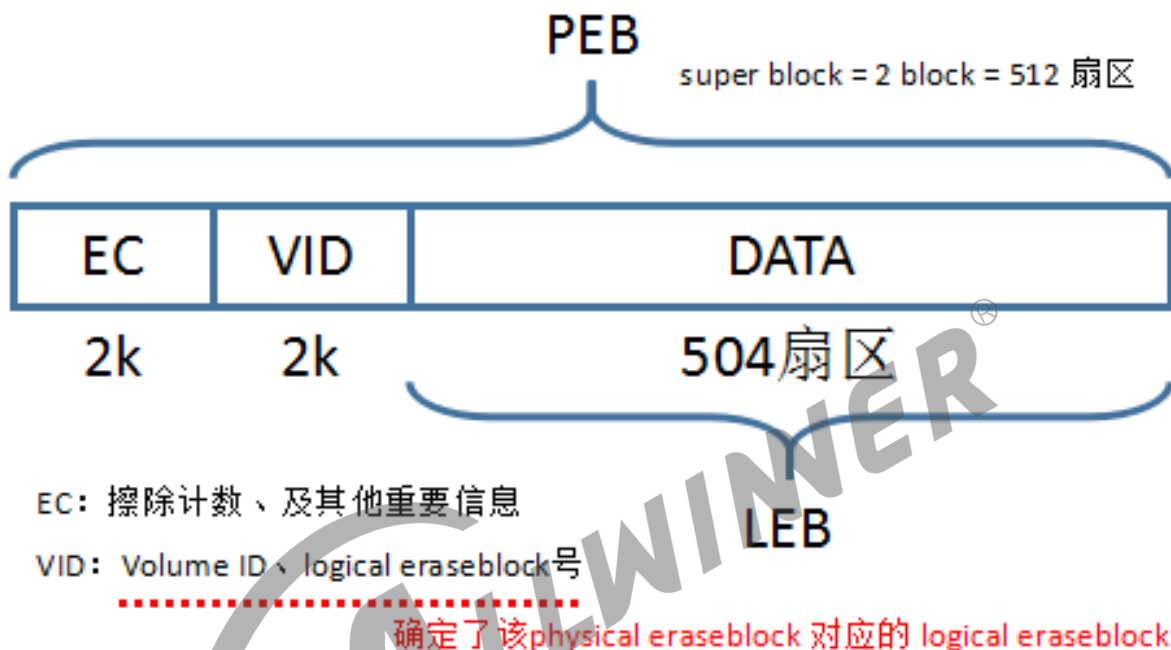 PEB
super block = 2 block = 512 扇区
EC
VID
DATA
2k
2k
504扇区
LEB
EC：擦除计数、及其他重要信息
VID：Volume ID、logical eraseblock号
确定了该physical eraseblock 对应的 logical eraseblock
ALLWINNER®